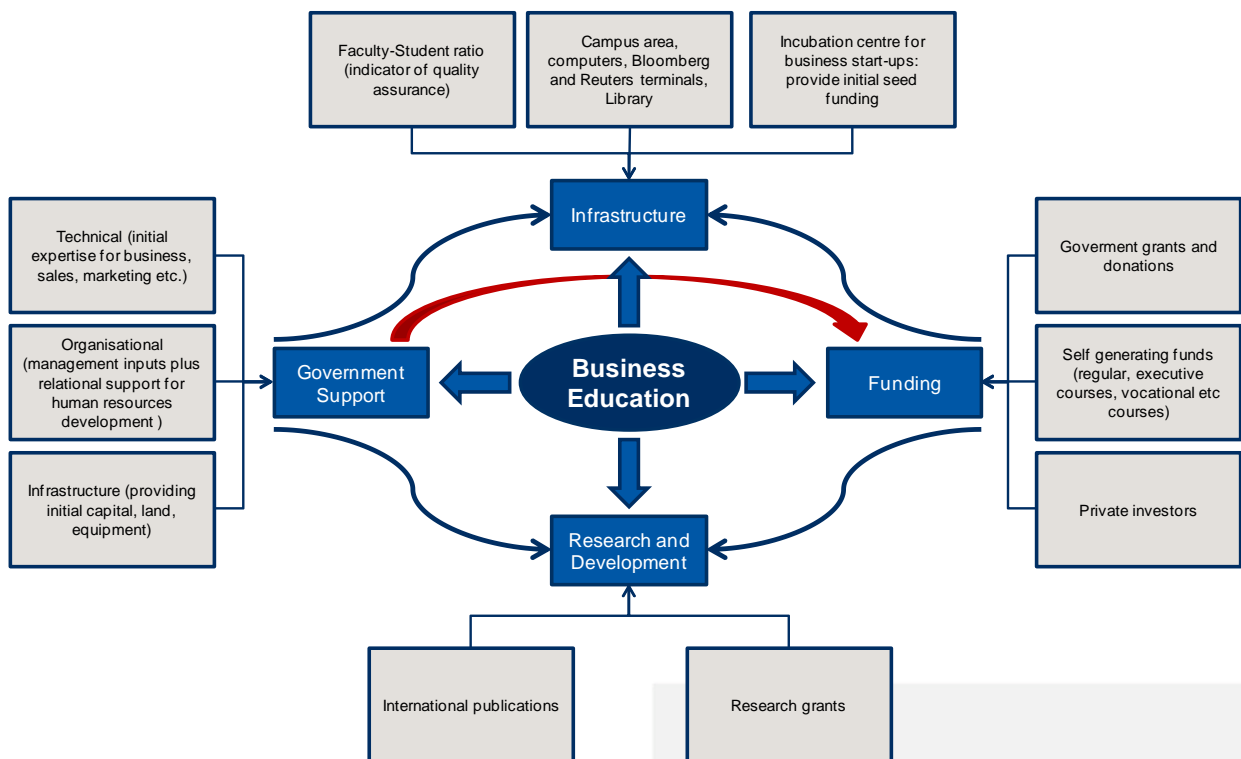 Faculty-Student ratio
(indicator of quality
assurance)
Campus area,
computers, Bloomberg
and Reuters terminals,
Library
Incubation centre for
business start-ups:
provide initial seed
funding
Infrastructure
Technical (initial
expertise for business,
sales, marketing etc.)
Organisational
(management inputs plus
relational support for
human resources
development )
Infrastructure (providing
initial capital, land,
equipment)
Government
Support
Business
Education
Funding
Goverment grants and
donations
Self generating funds
(regular, executive
courses, vocational etc
courses)
Private investors
Research and
Development
International publications
Research grants